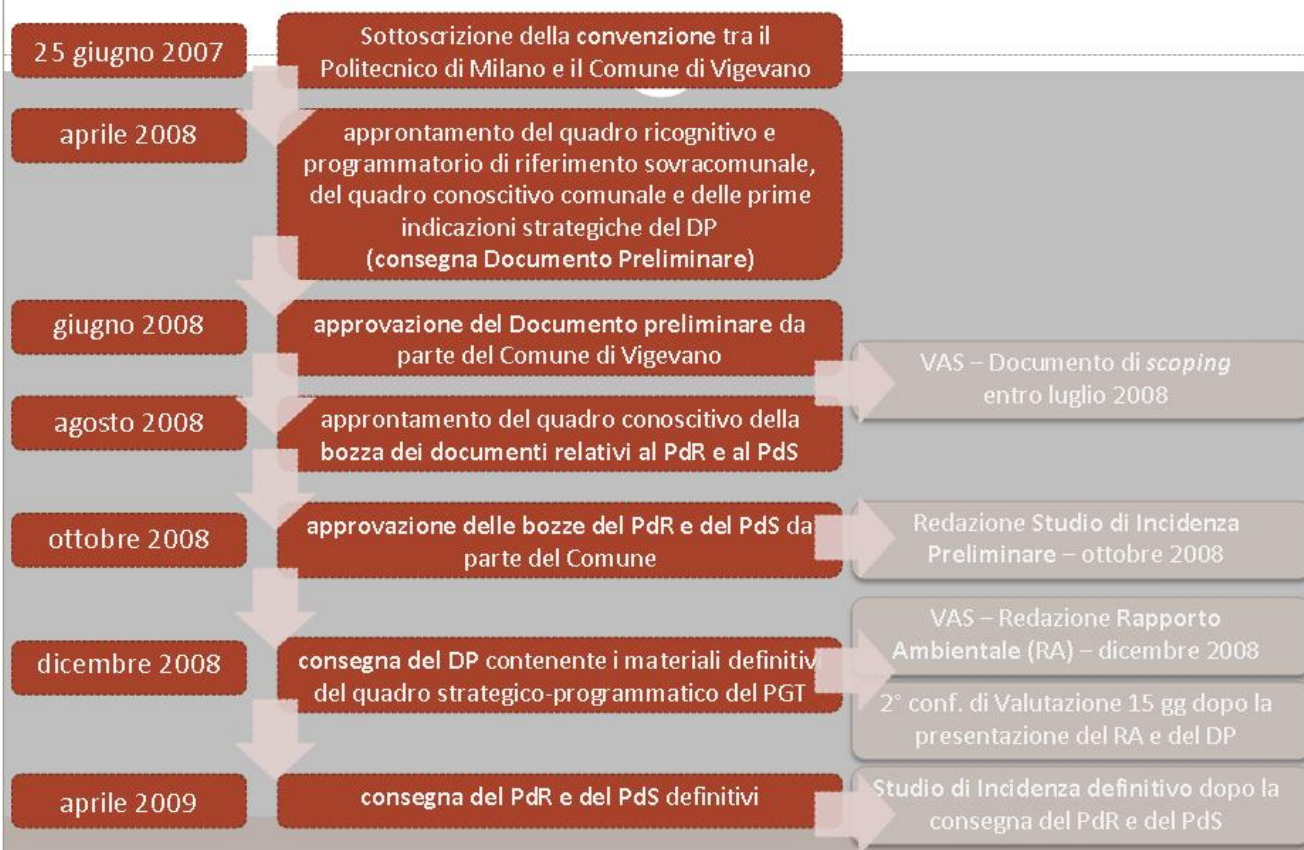 25 giugno 2007
Sottoscrizione della convenzione tra il
Politecnico di Milano e il Comune di Vigevano
aprile 2008
approntamento del quadro ricognitivo e
programmatorio di riferimento sovracomunale,
del quadro conoscitivo comunale e delle prime
indicazioni strategiche del DP
(consegna Documento Preliminare)
giugno 2008
approvazione del Documento preliminare da
parte del Comune di Vigevano
VAS – Documento di scoping
entro luglio 2008
agosto 2008
approntamento del quadro conoscitivo della
bozza dei documenti relativi al PdR e al PdS
ottobre 2008
approvazione delle bozze del PdR e del PdS da
parte del Comune
Redazione Studio di Incidenza
Preliminare – ottobre 2008
dicembre 2008
consegna del DP contenente i materiali definitivi
del quadro strategico-programmatico del PGT
VAS – Redazione Rapporto
Ambientale (RA) – dicembre 2008
2° conf. di Valutazione 15 gg dopo la
presentazione del RA e del DP
aprile 2009
consegna del PdR e del PdS definitivi
Studio di Incidenza definitivo dopo la
consegna del PdR e del PdS